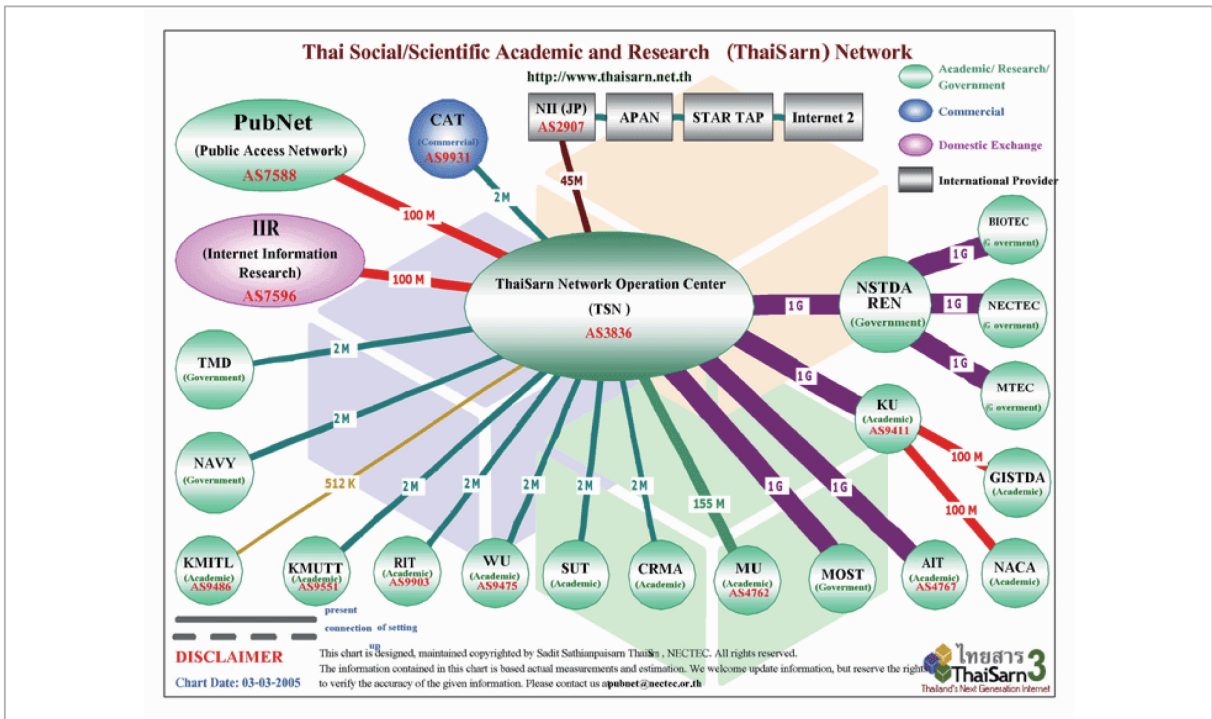 Thai Social/Scientific Academic and Research (ThaiSarn) Network
http://www.thaisarn.net.th
Academic/ Research/
Government
Commercial
Domestic Exchange
International Provider
PubNet
(Public Access Network)
AS7588
CAT
(Commercial)
AS9931
NII (JP)
AS2907
APAN
STAR TAP
Internet 2
45M
2M
100 M
IIR
(Internet Information
Research)
AS7596
100 M
ThaiSarn Network Operation Center
(TSN )
AS3836
1G
NSTDA
REN
(Government)
1G
BIOTEC
(G overment)
1G
NECTEC
(G overment)
1G
MTEC
(G overment)
TMD
(Government)
2M
NAVY
(Government)
2M
1G
KU
(Academic)
AS9411
100 M
GISTDA
(Academic)
100 M
NACA
(Academic)
512 K
2M
2M
2M
2M
2M
155 M
1G
1G
KMITL
(Academic)
AS9486
KMUTT
(Academic)
AS9551
RIT
(Academic)
AS9903
WU
(Academic)
AS9475
SUT
(Academic)
CRMA
(Academic)
MU
(Academic)
AS4762
MOST
(Government)
AIT
(Academic)
AS4767
present
connection of setting
up
DISCLAIMER
Chart Date: 03-03-2005
This chart is designed, maintained copyrighted by Sadit Sathianpaisarn , NECTEC. All rights reserved.
The information contained in this chart is based actual measurements and estimation. We welcome update information, but reserve the rights
to verify the accurency of the given information. Please contact us at pubnet@nectec.or.th
ไทยสาร 3
ThaiSarn
Thailand's Next Generation Internet